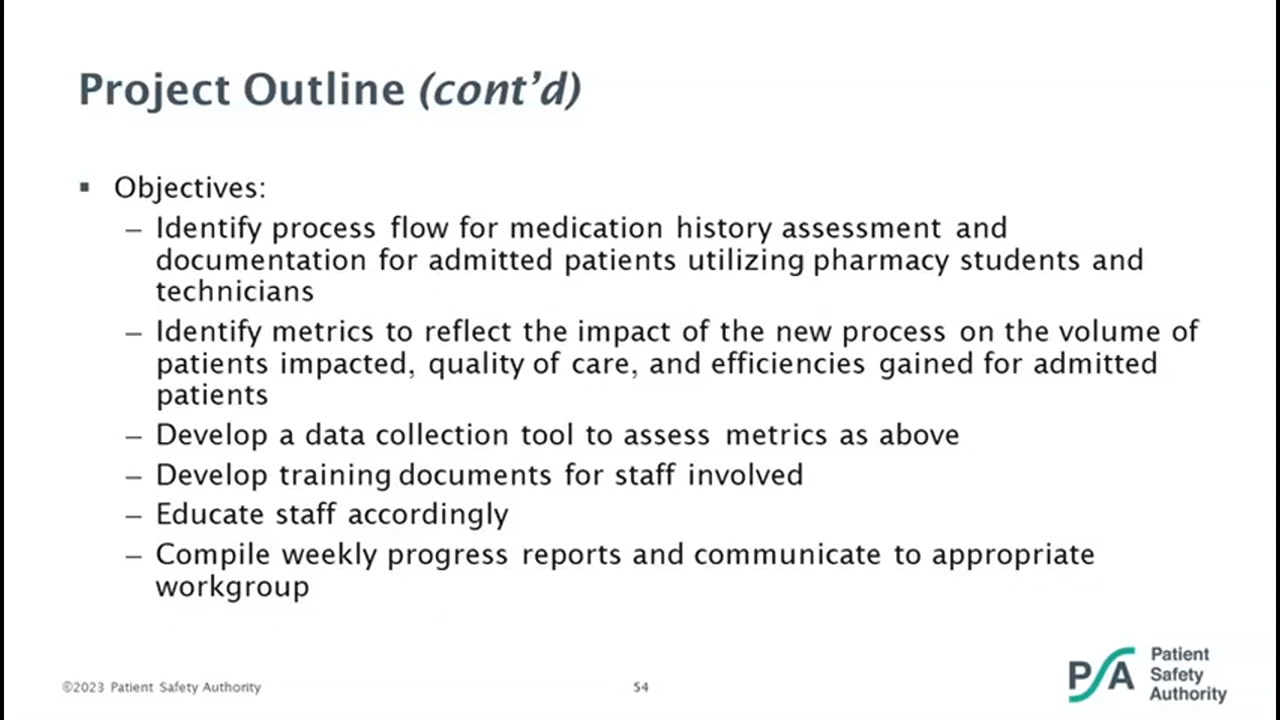 Project Outline (cont’d)
▪ Objectives:
– Identify process flow for medication history assessment and
documentation for admitted patients utilizing pharmacy students and
technicians
– Identify metrics to reflect the impact of the new process on the volume of
patients impacted, quality of care, and efficiencies gained for admitted
patients
– Develop a data collection tool to assess metrics as above
– Develop training documents for staff involved
– Educate staff accordingly
– Compile weekly progress reports and communicate to appropriate
workgroup
©2023 Patient Safety Authority
54
PSA
Patient
Safety
Authority